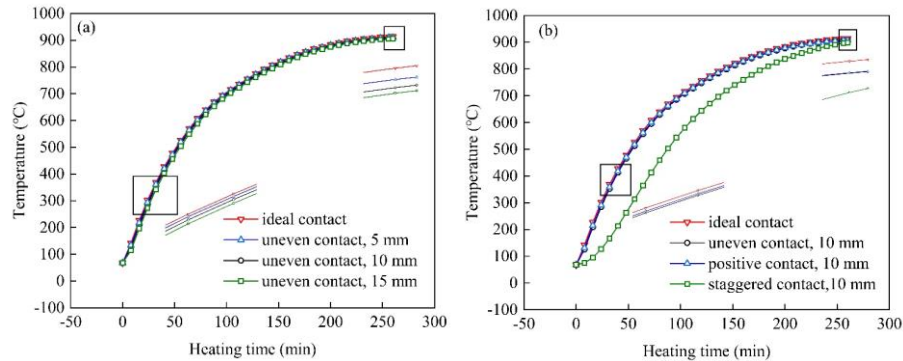 (a)
1000
900
800
700
600
500
400
300
200
100
0
-100
Temperature (°C)
ideal contact
uneven contact, 5 mm
uneven contact, 10 mm
uneven contact, 15 mm
-50 0 50 100 150 200 250 300
Heating time (min)
(b)
1000
900
800
700
600
500
400
300
200
100
0
-100
Temperature (°C)
ideal contact
uneven contact, 10 mm
positive contact, 10 mm
staggered contact,10 mm
-50 0 50 100 150 200 250 300
Heating time (min)